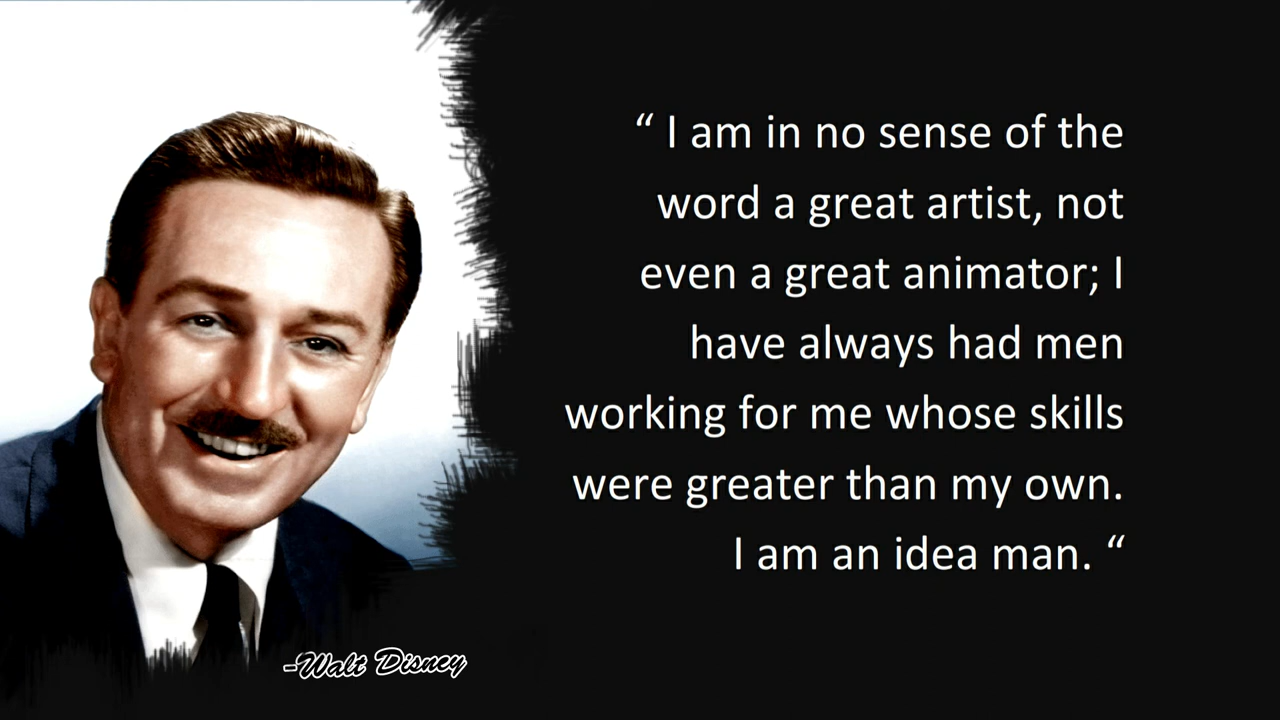 “ I am in no sense of the
word a great artist, not
even a great animator; I
have always had men
working for me whose skills
were greater than my own.
I am an idea man. “
-Walt Disney